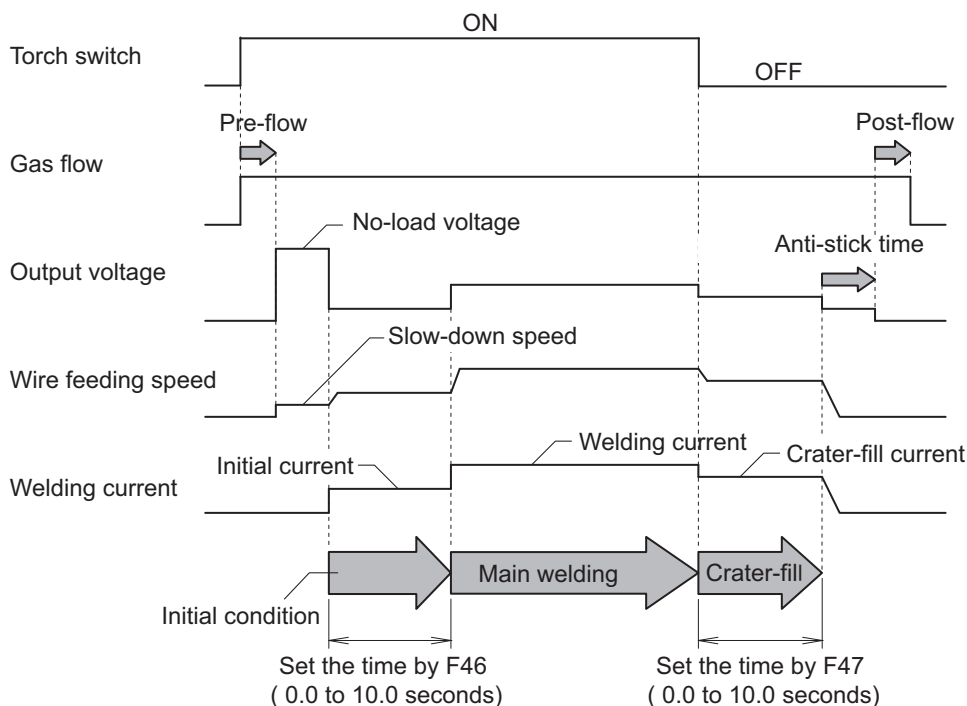 ON
Torch switch
OFF
Pre-flow
Post-flow
Gas flow
No-load voltage
Anti-stick time
Output voltage
Slow-down speed
Wire feeding speed
Welding current
Initial current
Crater-fill current
Welding current
Main welding
Crater-fill
Initial condition
Set the time by F46
( 0.0 to 10.0 seconds)
Set the time by F47
( 0.0 to 10.0 seconds)